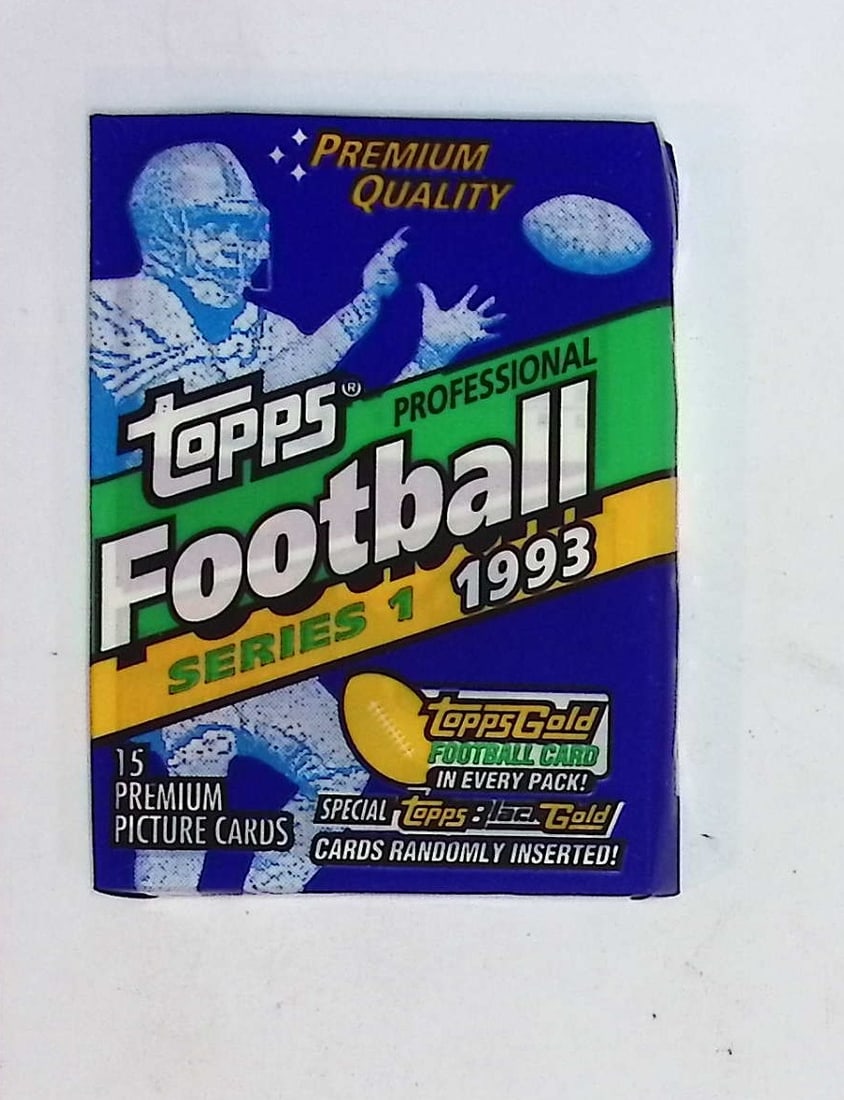 PREMIUM
QUALITY
PROFESSIONAL
Topps®
Football
SERIES 1 1993
ToppsGold
FOOTBALL CARD
IN EVERY PACK!
15
PREMIUM
PICTURE CARDS
SPECIAL Topps Black Gold
CARDS RANDOMLY INSERTED!